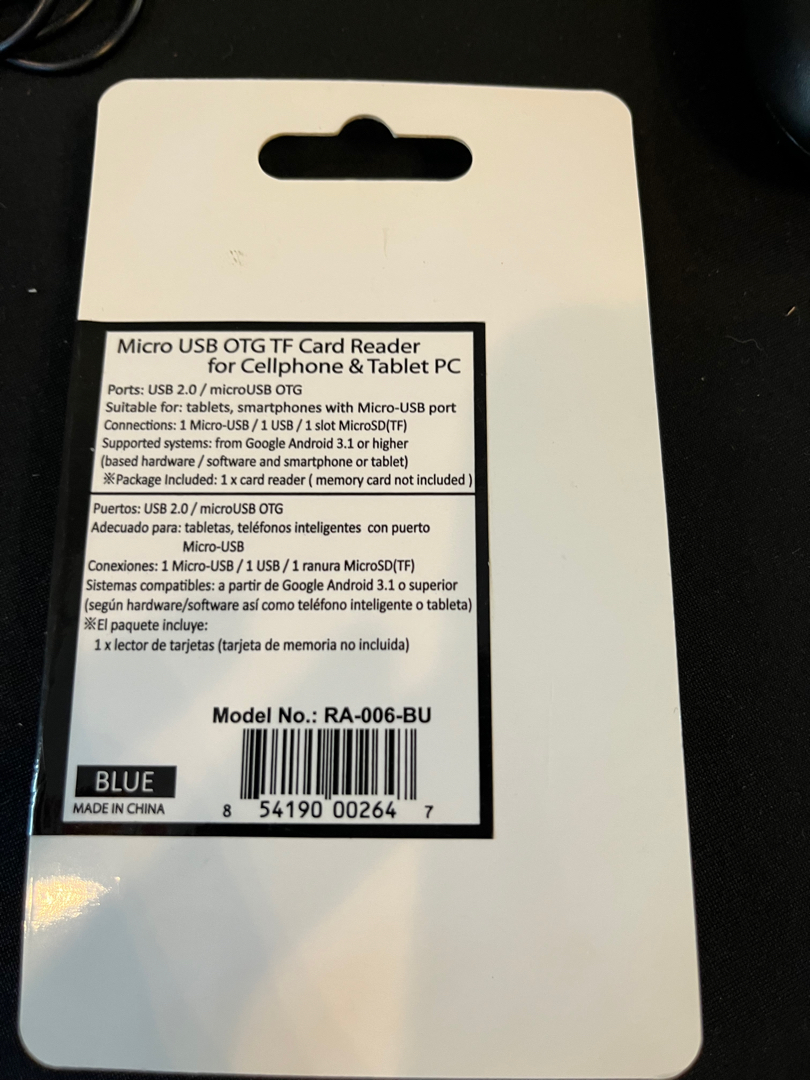 Micro USB OTG TF Card Reader
for Cellphone & Tablet PC
Ports: USB 2.0 / microUSB OTG
Suitable for: tablets, smartphones with Micro-USB port
Connections: 1 Micro-USB / 1 USB / 1 slot MicroSD(TF)
Supported systems: from Google Android 3.1 or higher
(based hardware / software and smartphone or tablet)
※Package Included: 1 x card reader ( memory card not included )
Puertos: USB 2.0 / microUSB OTG
Adecuado para: tabletas, teléfonos inteligentes con puerto
Micro-USB
Conexiones: 1 Micro-USB / 1 USB / 1 ranura MicroSD(TF)
Sistemas compatibles: a partir de Google Android 3.1 o superior
(según hardware/software así como teléfono inteligente o tableta)
※El paquete incluye:
1 x lector de tarjetas (tarjeta de memoria no incluida)
Model No.: RA-006-BU
BLUE
MADE IN CHINA
8 54190 00264 7